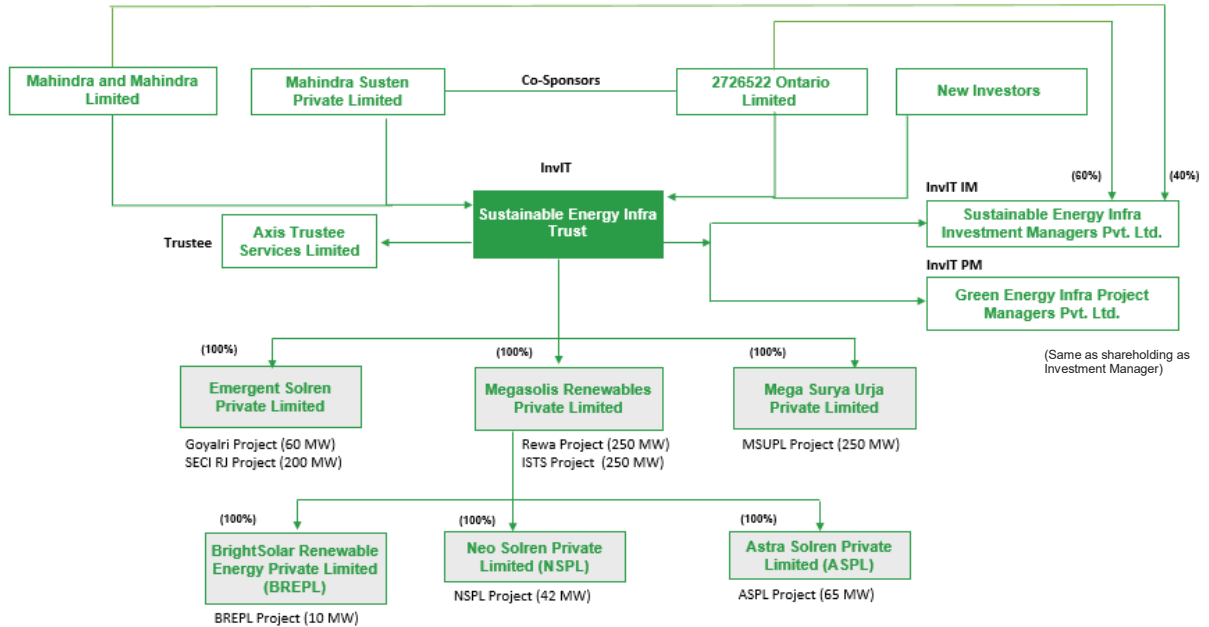 Mahindra and Mahindra
Limited
Mahindra Susten
Private Limited
Co-Sponsors
2726522 Ontario
Limited
New Investors
InvIT
(60%)
(40%)
InvIT IM
Sustainable Energy Infra
Trust
Sustainable Energy Infra
Investment Managers Pvt. Ltd.
Trustee
Axis Trustee
Services Limited
InvIT PM
Green Energy Infra Project
Managers Pvt. Ltd.
(Same as shareholding as
Investment Manager)
(100%)
(100%)
(100%)
Emergent Solren
Private Limited
Megasolis Renewables
Private Limited
Mega Surya Urja
Private Limited
Goyalri Project (60 MW)
SECI RJ Project (200 MW)
Rewa Project (250 MW)
ISTS Project (250 MW)
MSUPL Project (250 MW)
(100%)
(100%)
(100%)
BrightSolar Renewable
Energy Private Limited
(BREPL)
Neo Solren Private
Limited (NSPL)
Astra Solren Private
Limited (ASPL)
BREPL Project (10 MW)
NSPL Project (42 MW)
ASPL Project (65 MW)